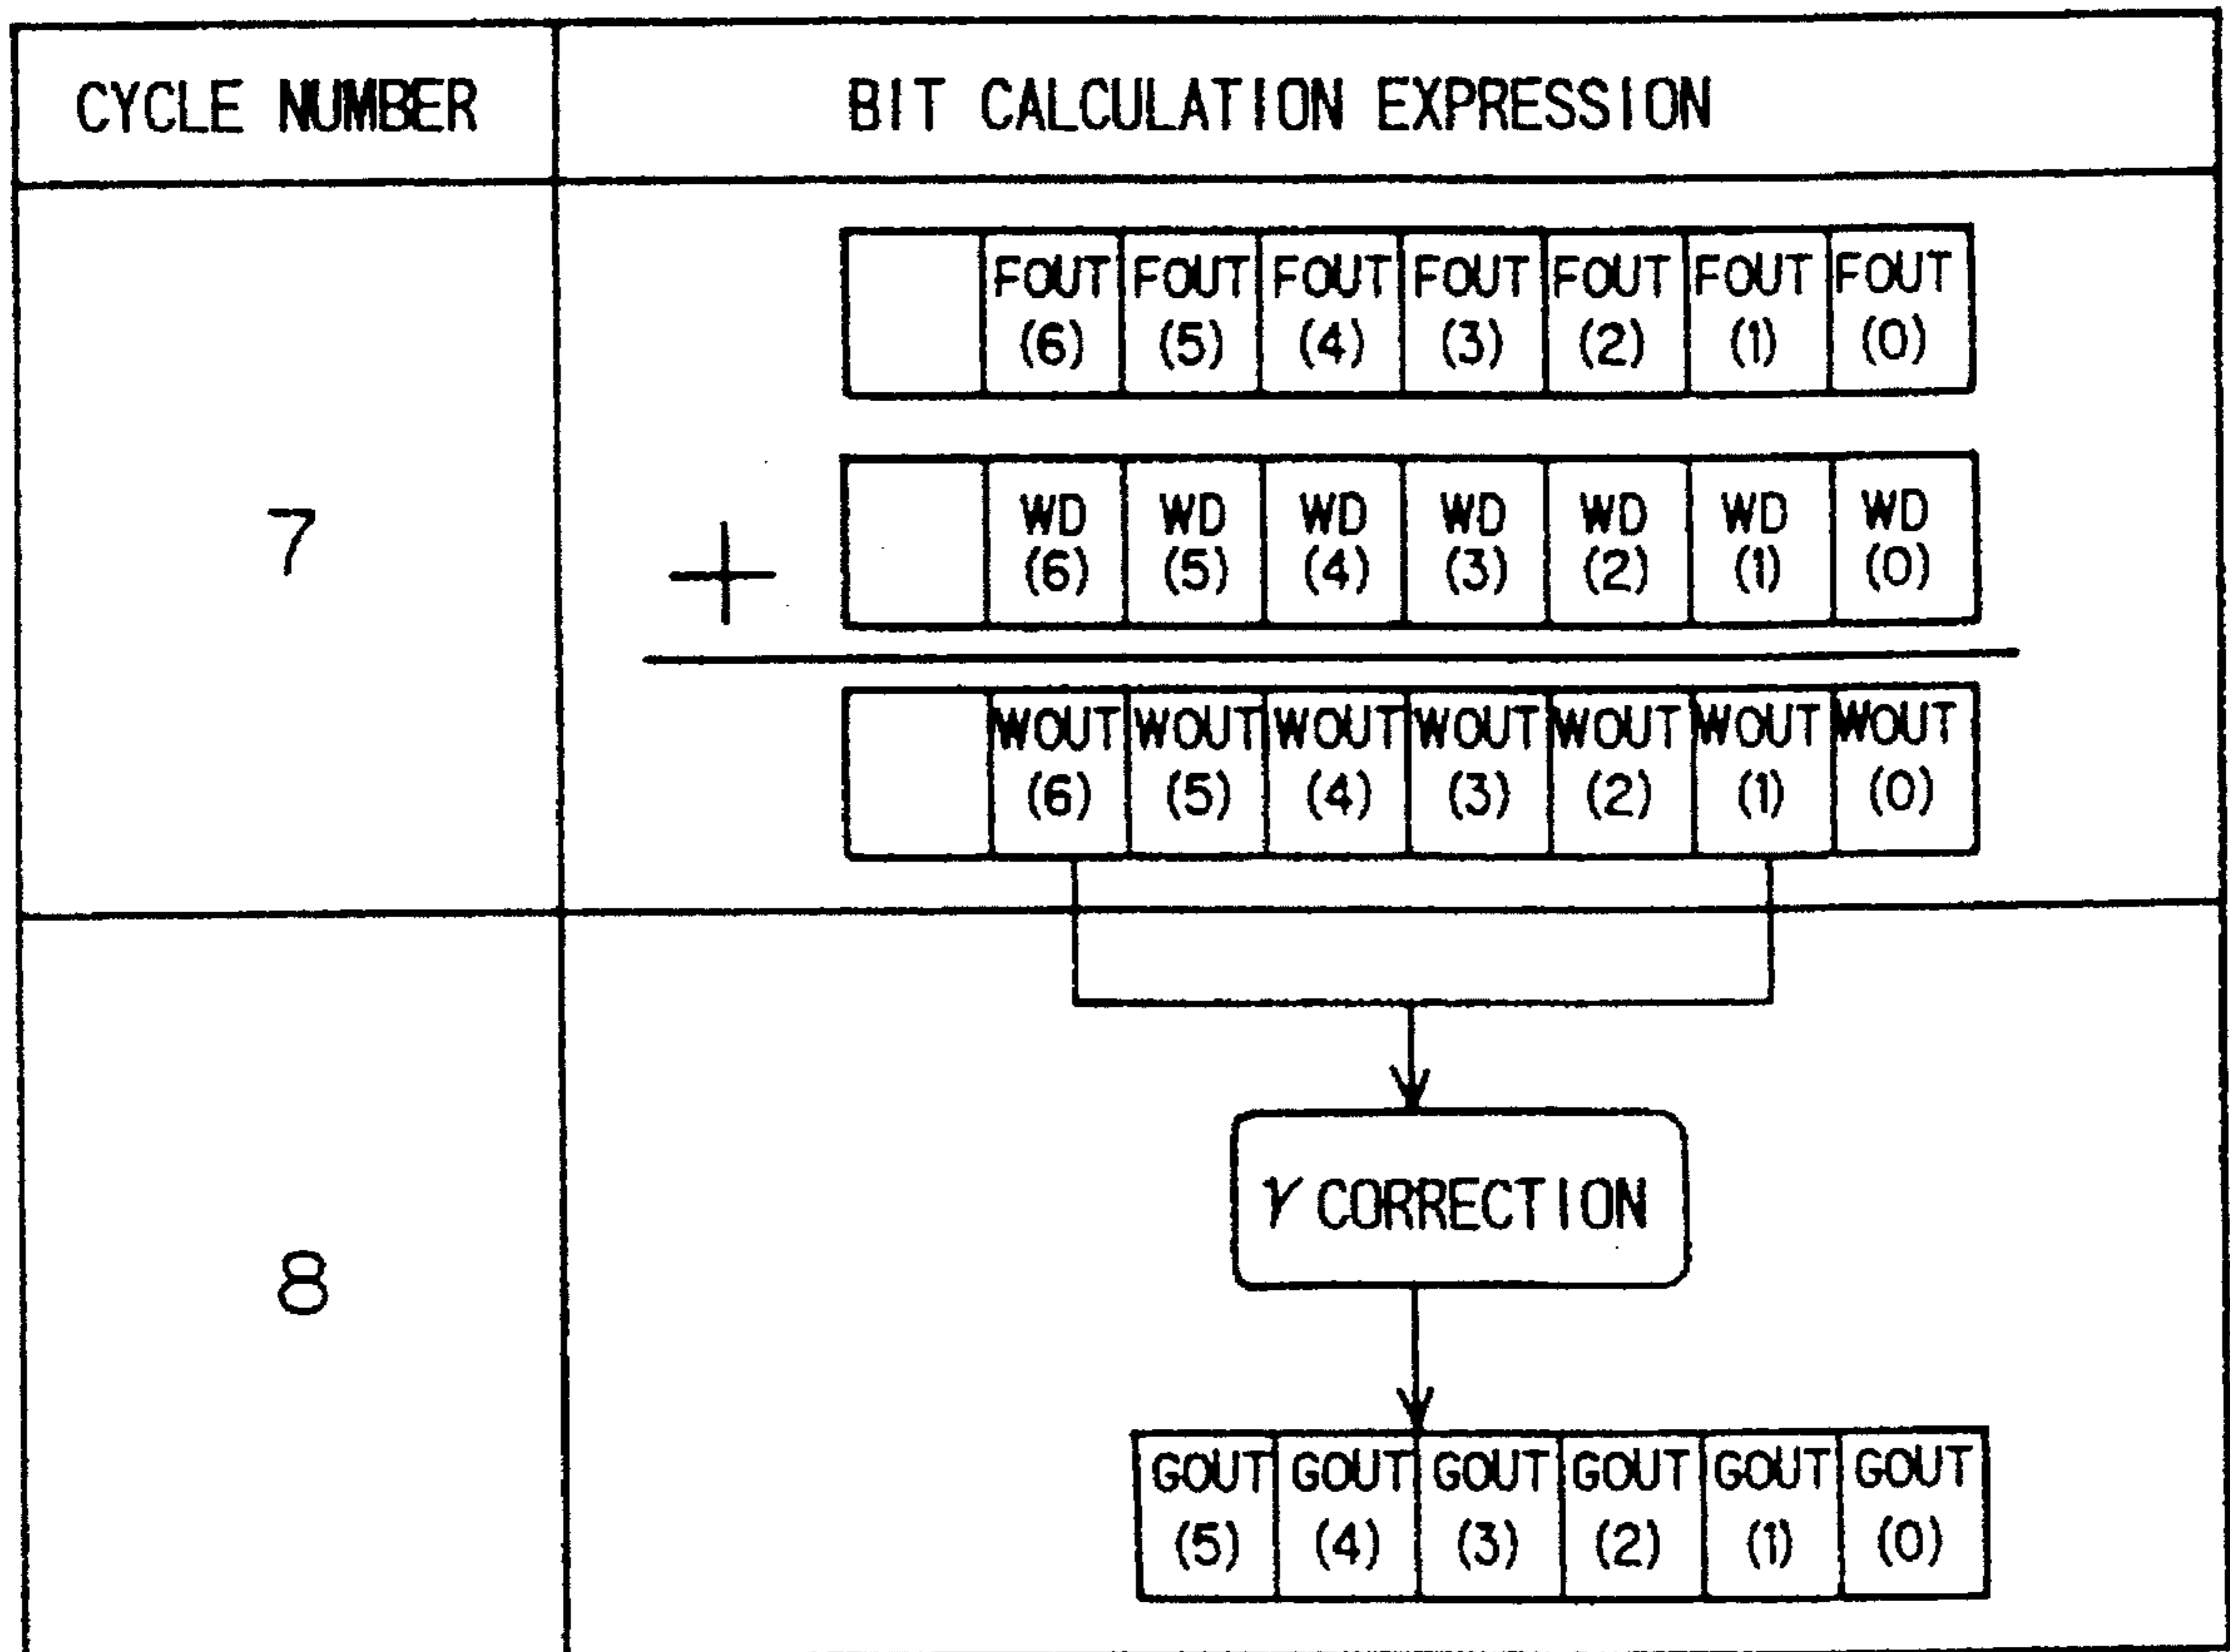 CYCLE NUMBER BIT CALCULATION EXPRESSION
FOUT FOUT FOUT FOUT FOUT FOUT FOUT
(6) (5) (4) (3) (2) (1) (0)
7
+
WD WD WD WD WD WD WD
(6) (5) (4) (3) (2) (1) (0)
WOUT WOUT WOUT WOUT WOUT WOUT WOUT
(6) (5) (4) (3) (2) (1) (0)
8
γ CORRECTION
GOUT GOUT GOUT GOUT GOUT GOUT
(5) (4) (3) (2) (1) (0)